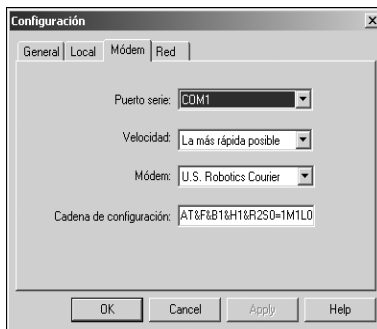 Configuración
General Local Módem Red
Puerto serie: COM1
Velocidad: La más rápida posible
Módem: U.S. Robotics Courier
Cadena de configuración: AT&F&B1&H1&R2S0=1M1L0
OK Cancel Apply Help